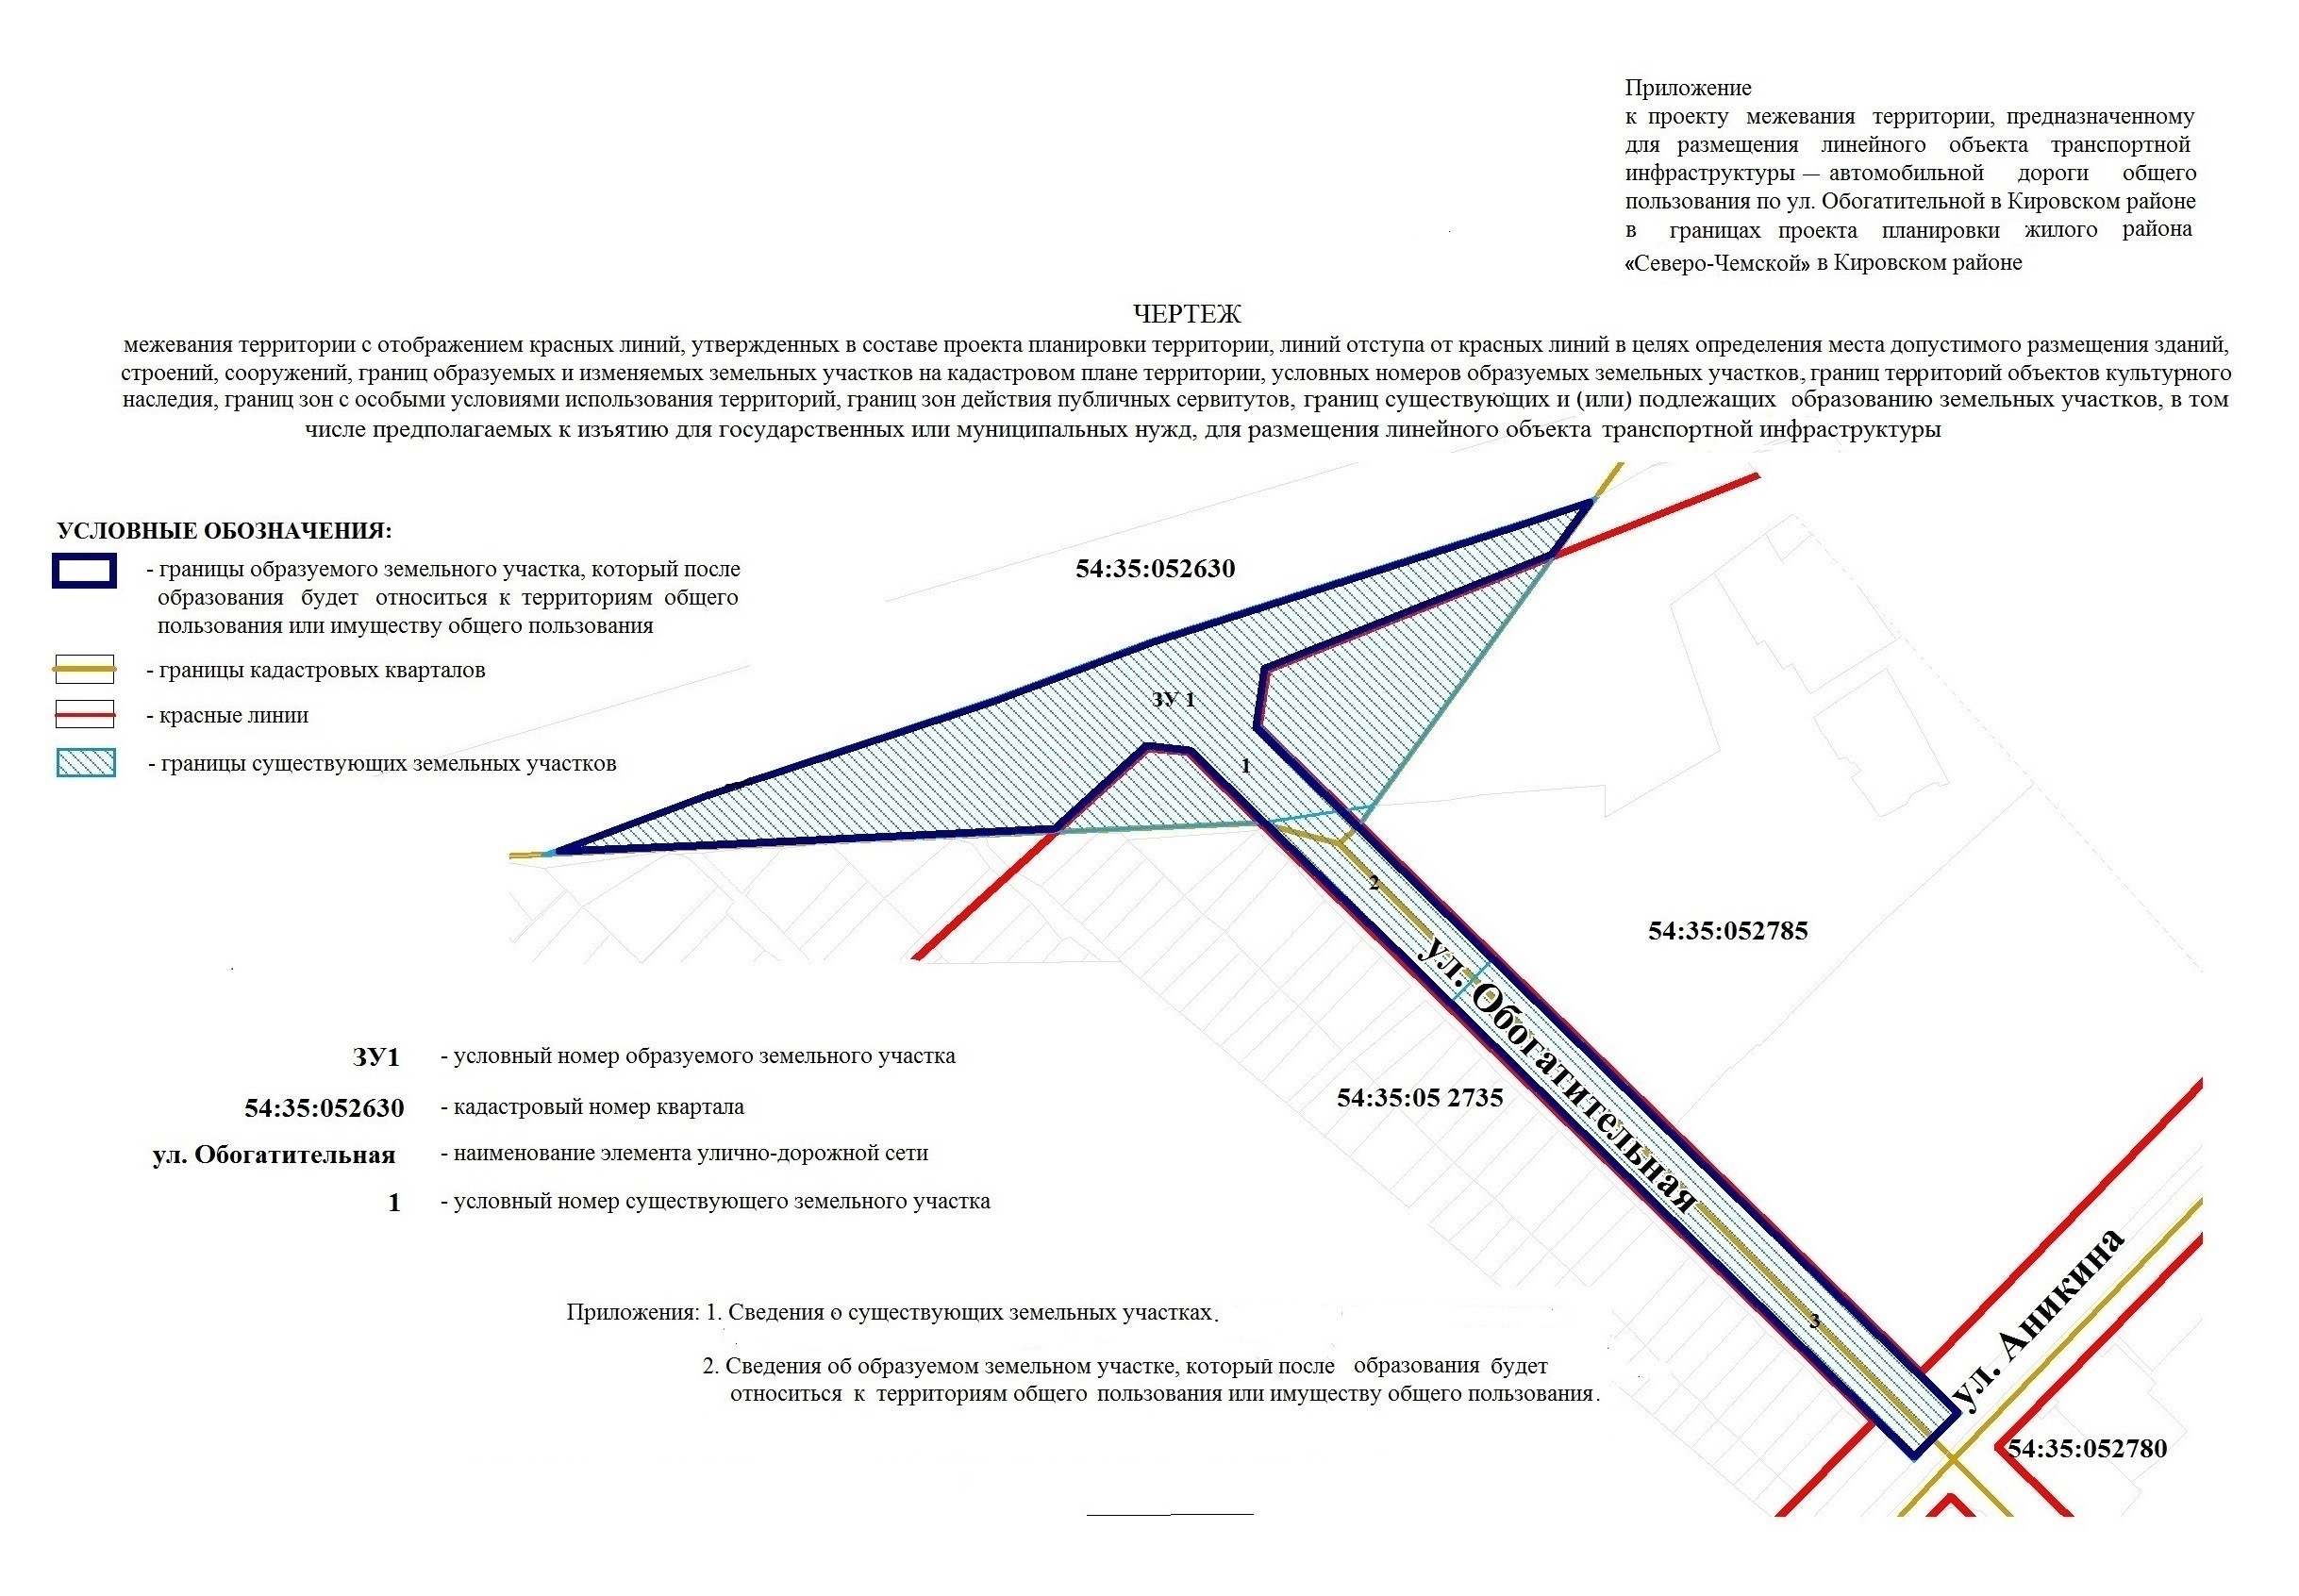 Приложение
к проекту межевания территории, предназначенному
для размещения линейного объекта транспортной
инфраструктуры — автомобильной дороги общего
пользования по ул. Обогатительной в Кировском районе
в границах проекта планировки жилого района
«Северо-Чемской» в Кировском районе
ЧЕРТЕЖ
межевания территории с отображением красных линий, утвержденных в составе проекта планировки территории, линий отступа от красных линий в целях определения места допустимого размещения зданий,
строений, сооружений, границ образуемых и изменяемых земельных участков на кадастровом плане территории, условных номеров образуемых земельных участков, границ территорий объектов культурного
наследия, границ зон с особыми условиями использования территорий, границ зон действия публичных сервитутов, границ существующих и (или) подлежащих образованию земельных участков, в том
числе предполагаемых к изъятию для государственных или муниципальных нужд, для размещения линейного объекта транспортной инфраструктуры
УСЛОВНЫЕ ОБОЗНАЧЕНИЯ:
- границы образуемого земельного участка, который после
образования будет относиться к территориям общего
пользования или имуществу общего пользования
- границы кадастровых кварталов
- красные линии
- границы существующих земельных участков
54:35:052630
ЗУ 1
1
2
ул. Обогатительная
54:35:052785
54:35:05 2735
3
ул. Аникина
54:35:052780
ЗУ1 - условный номер образуемого земельного участка
54:35:052630 - кадастровый номер квартала
ул. Обогатительная - наименование элемента улично-дорожной сети
1 - условный номер существующего земельного участка
Приложения: 1. Сведения о существующих земельных участках.
2. Сведения об образуемом земельном участке, который после образования будет
относиться к территориям общего пользования или имуществу общего пользования.